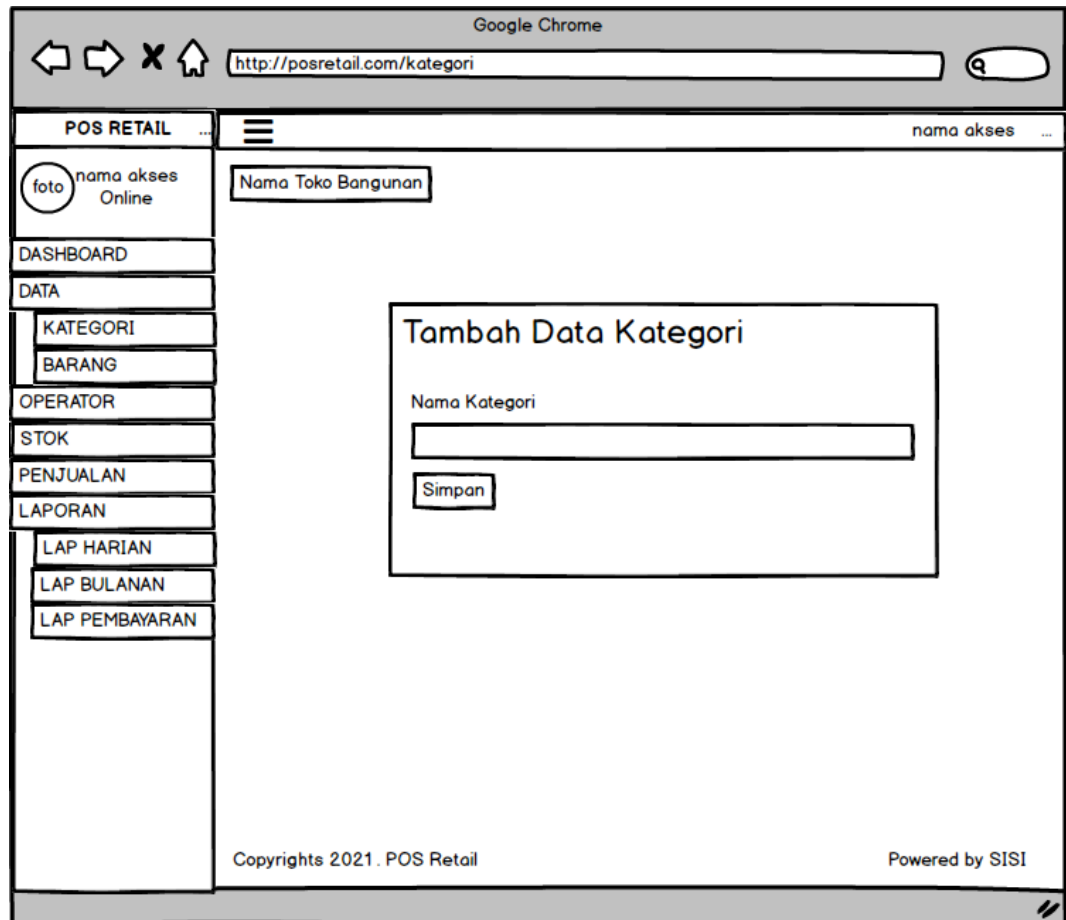 Google Chrome
http://posretail.com/kategori
POS RETAIL ...
nama akses ...
foto
nama akses
Online
Nama Toko Bangunan
DASHBOARD
DATA
KATEGORI
BARANG
OPERATOR
STOK
PENJUALAN
LAPORAN
LAP HARIAN
LAP BULANAN
LAP PEMBAYARAN
Tambah Data Kategori
Nama Kategori
Simpan
Copyrights 2021 . POS Retail
Powered by SISI